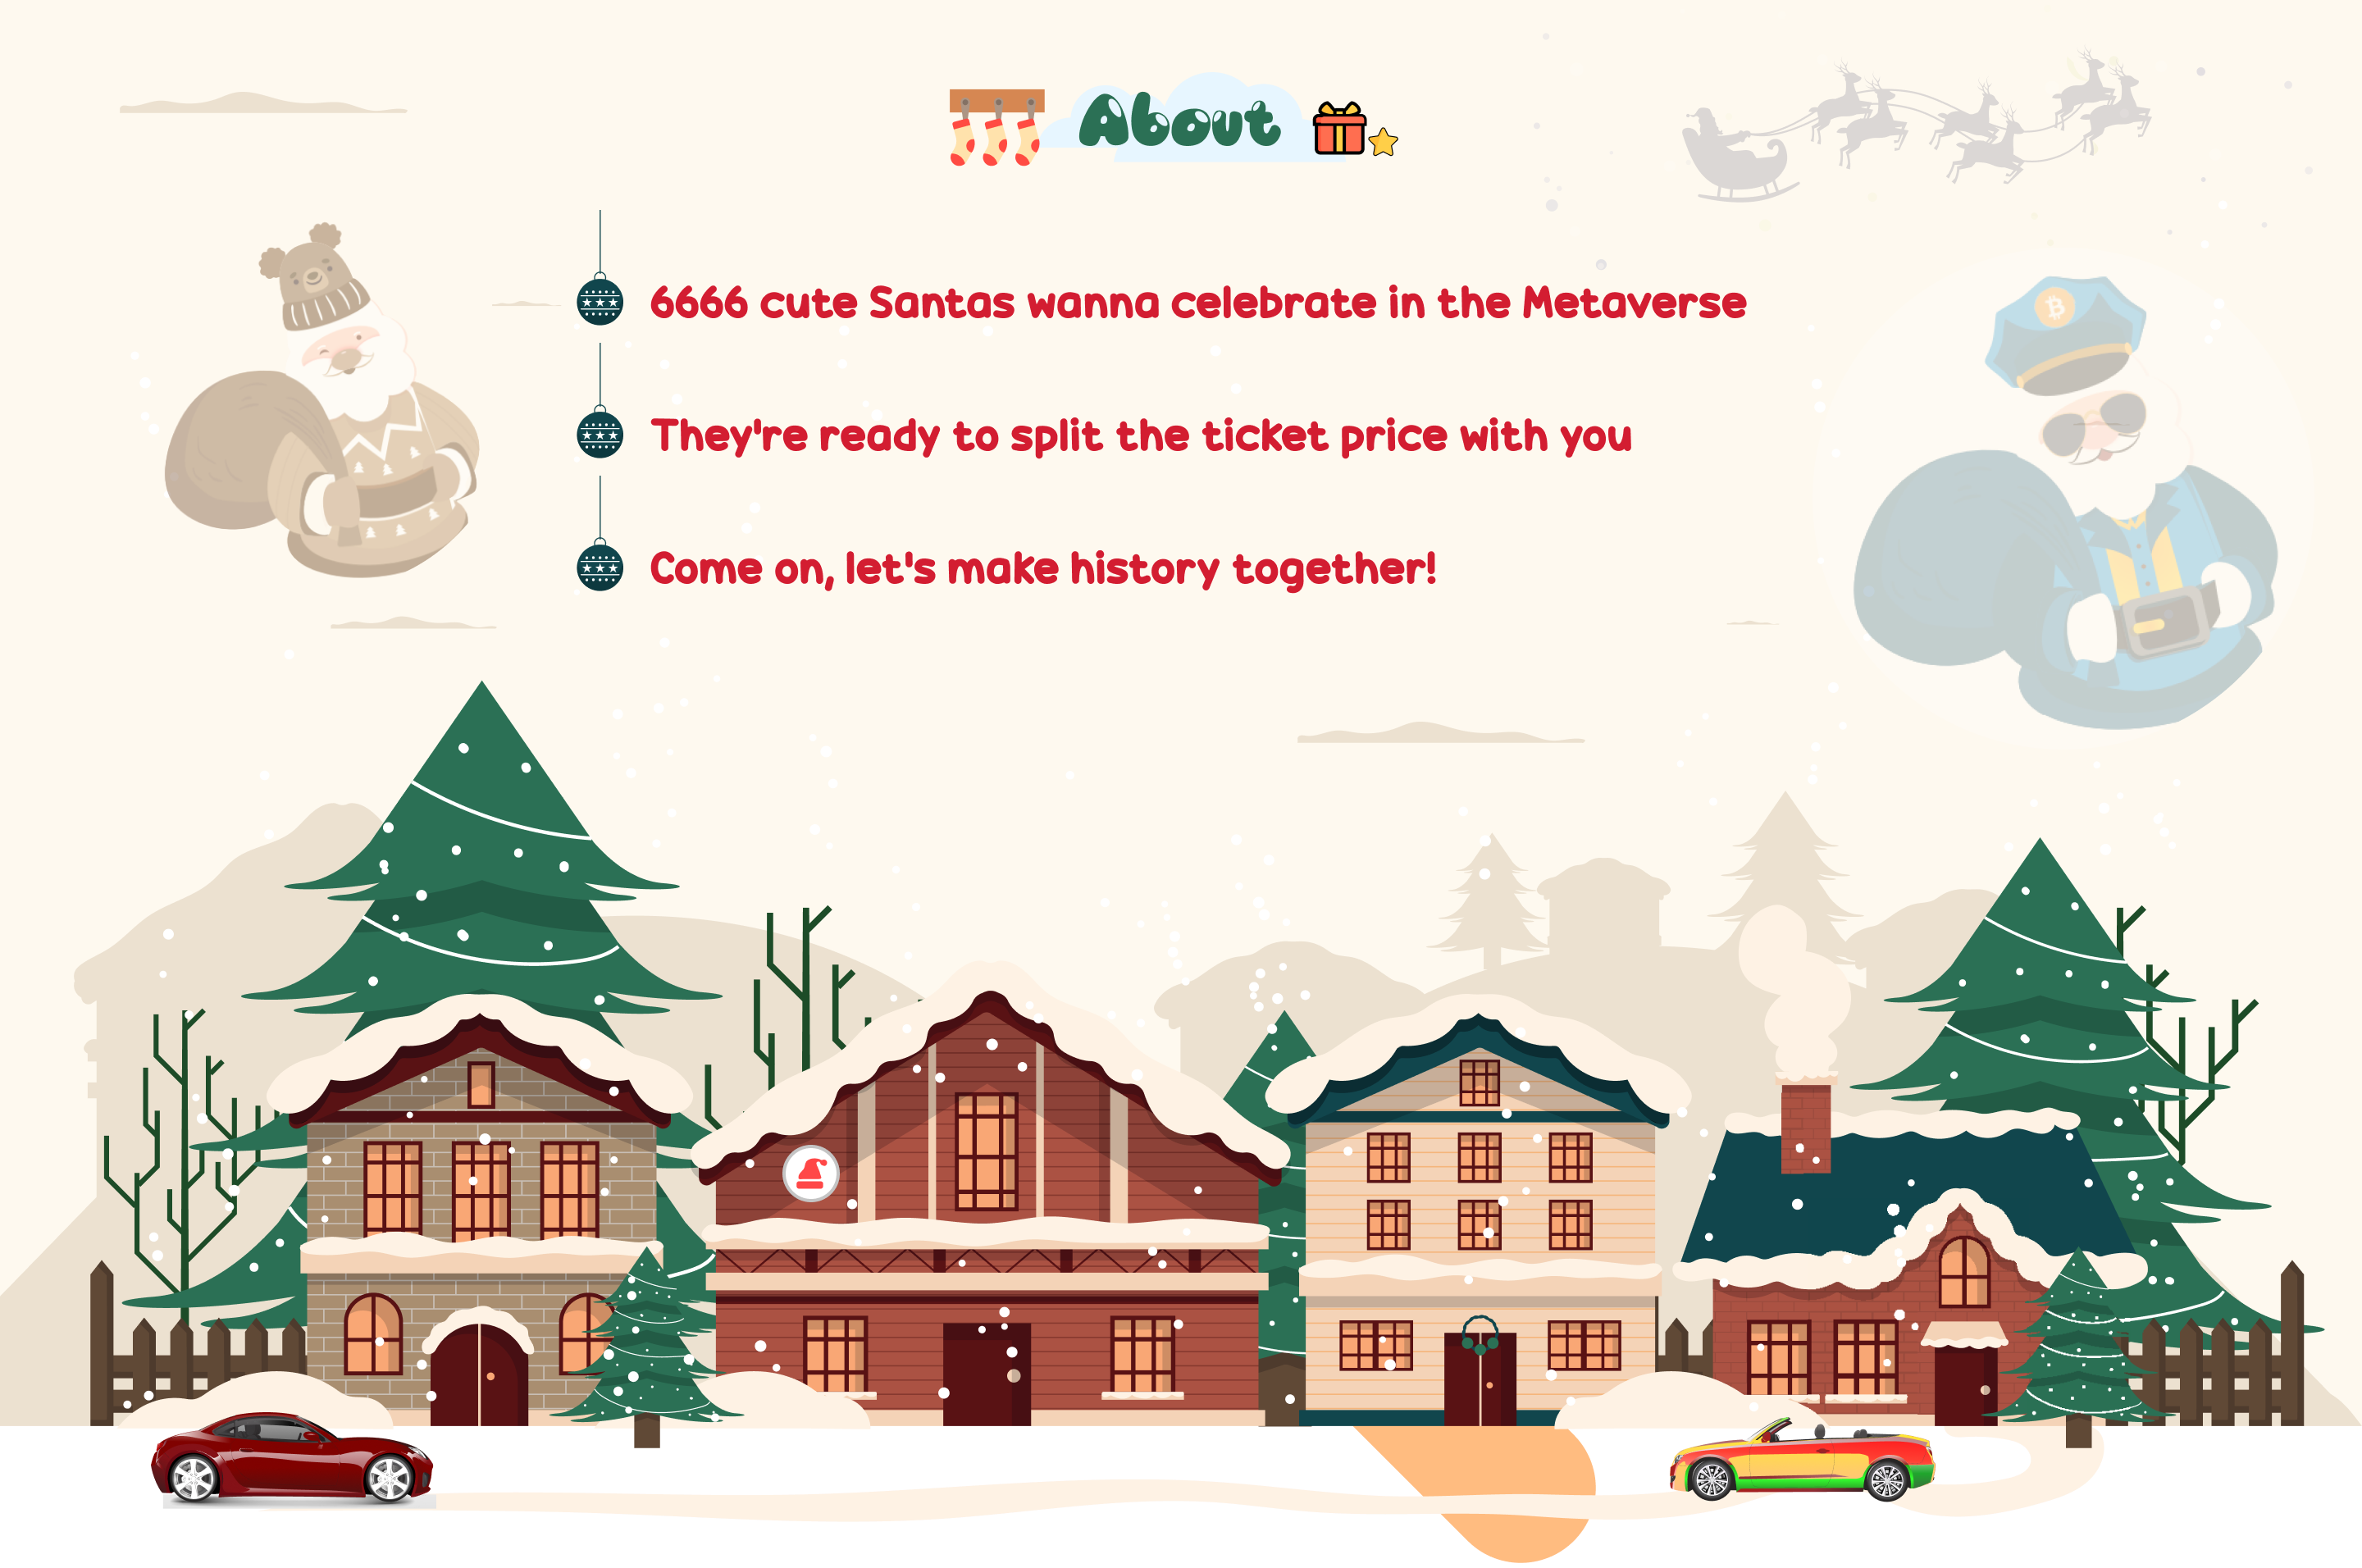 About
6666 cute Santas wanna celebrate in the Metaverse
They're ready to split the ticket price with you
Come on, let's make history together!